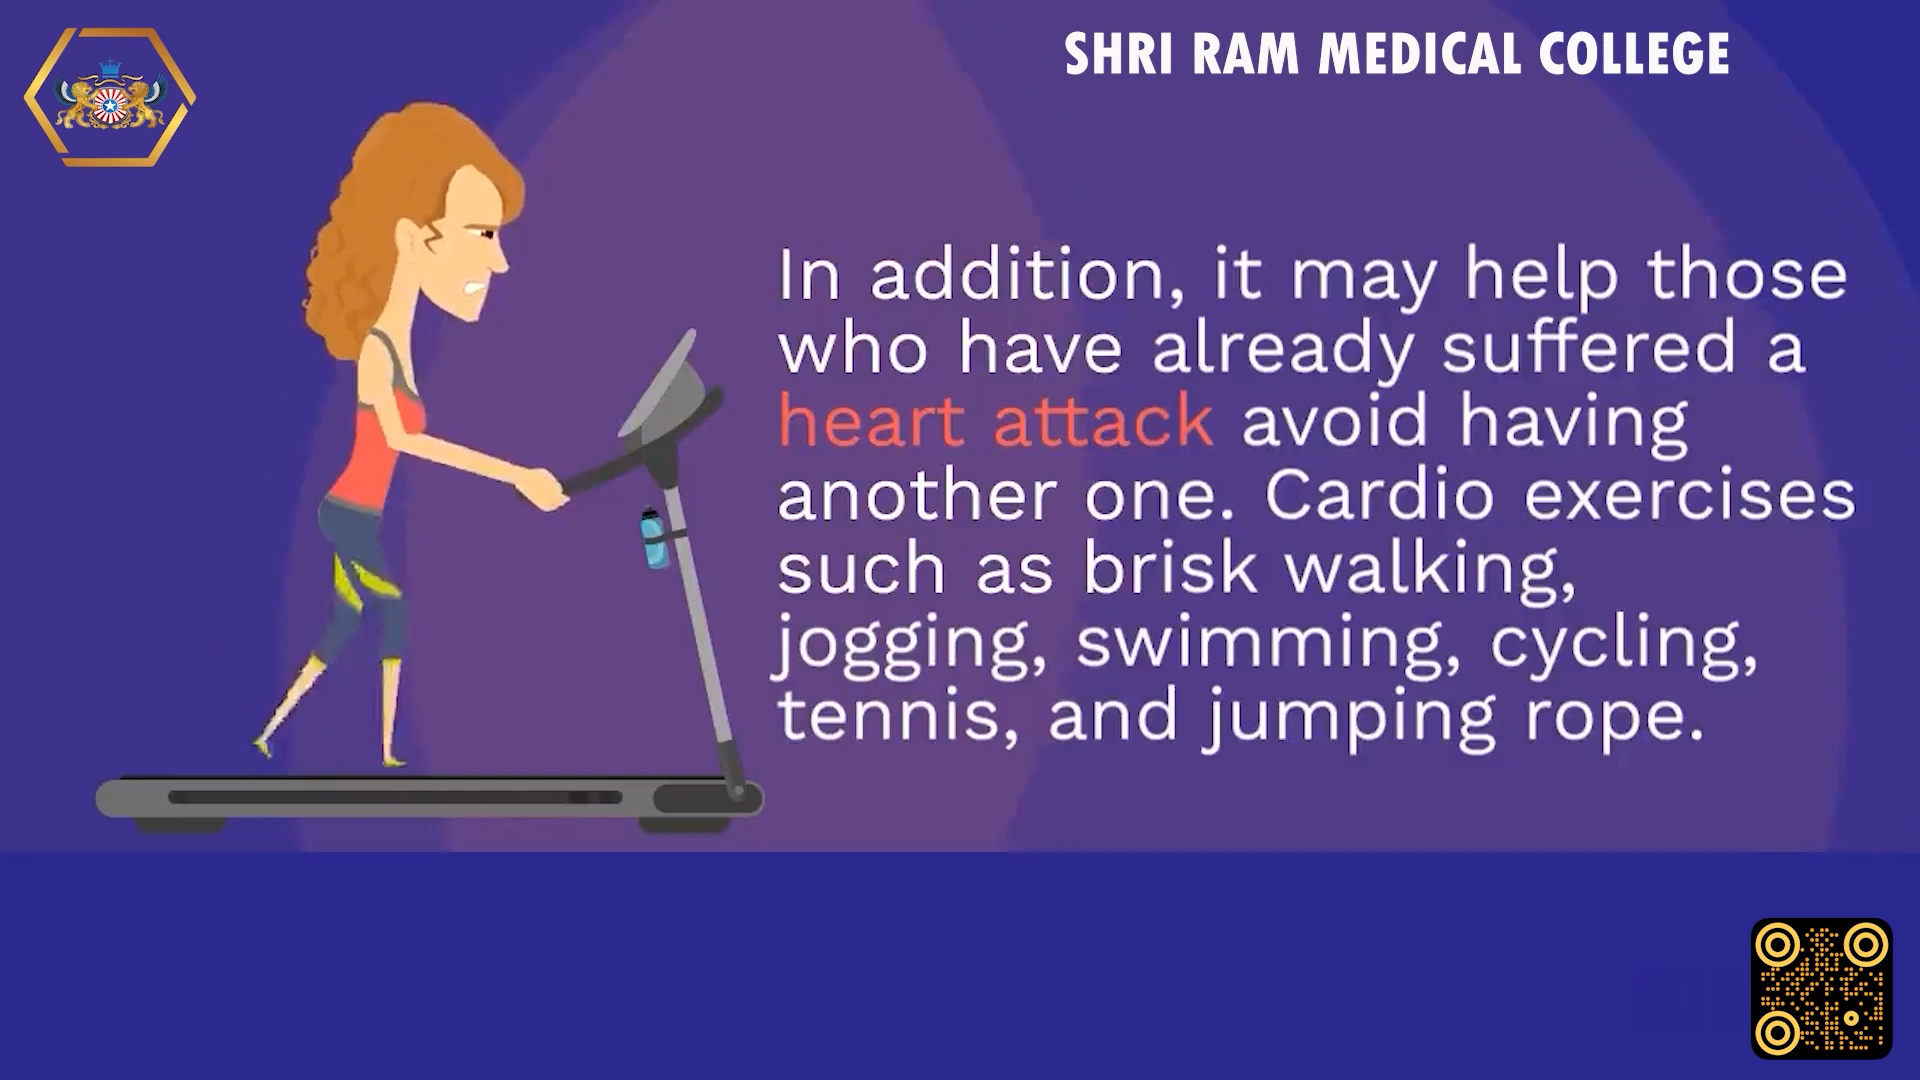 SHRI RAM MEDICAL COLLEGE
In addition, it may help those
who have already suffered a
heart attack avoid having
another one. Cardio exercises
such as brisk walking,
jogging, swimming, cycling,
tennis, and jumping rope.